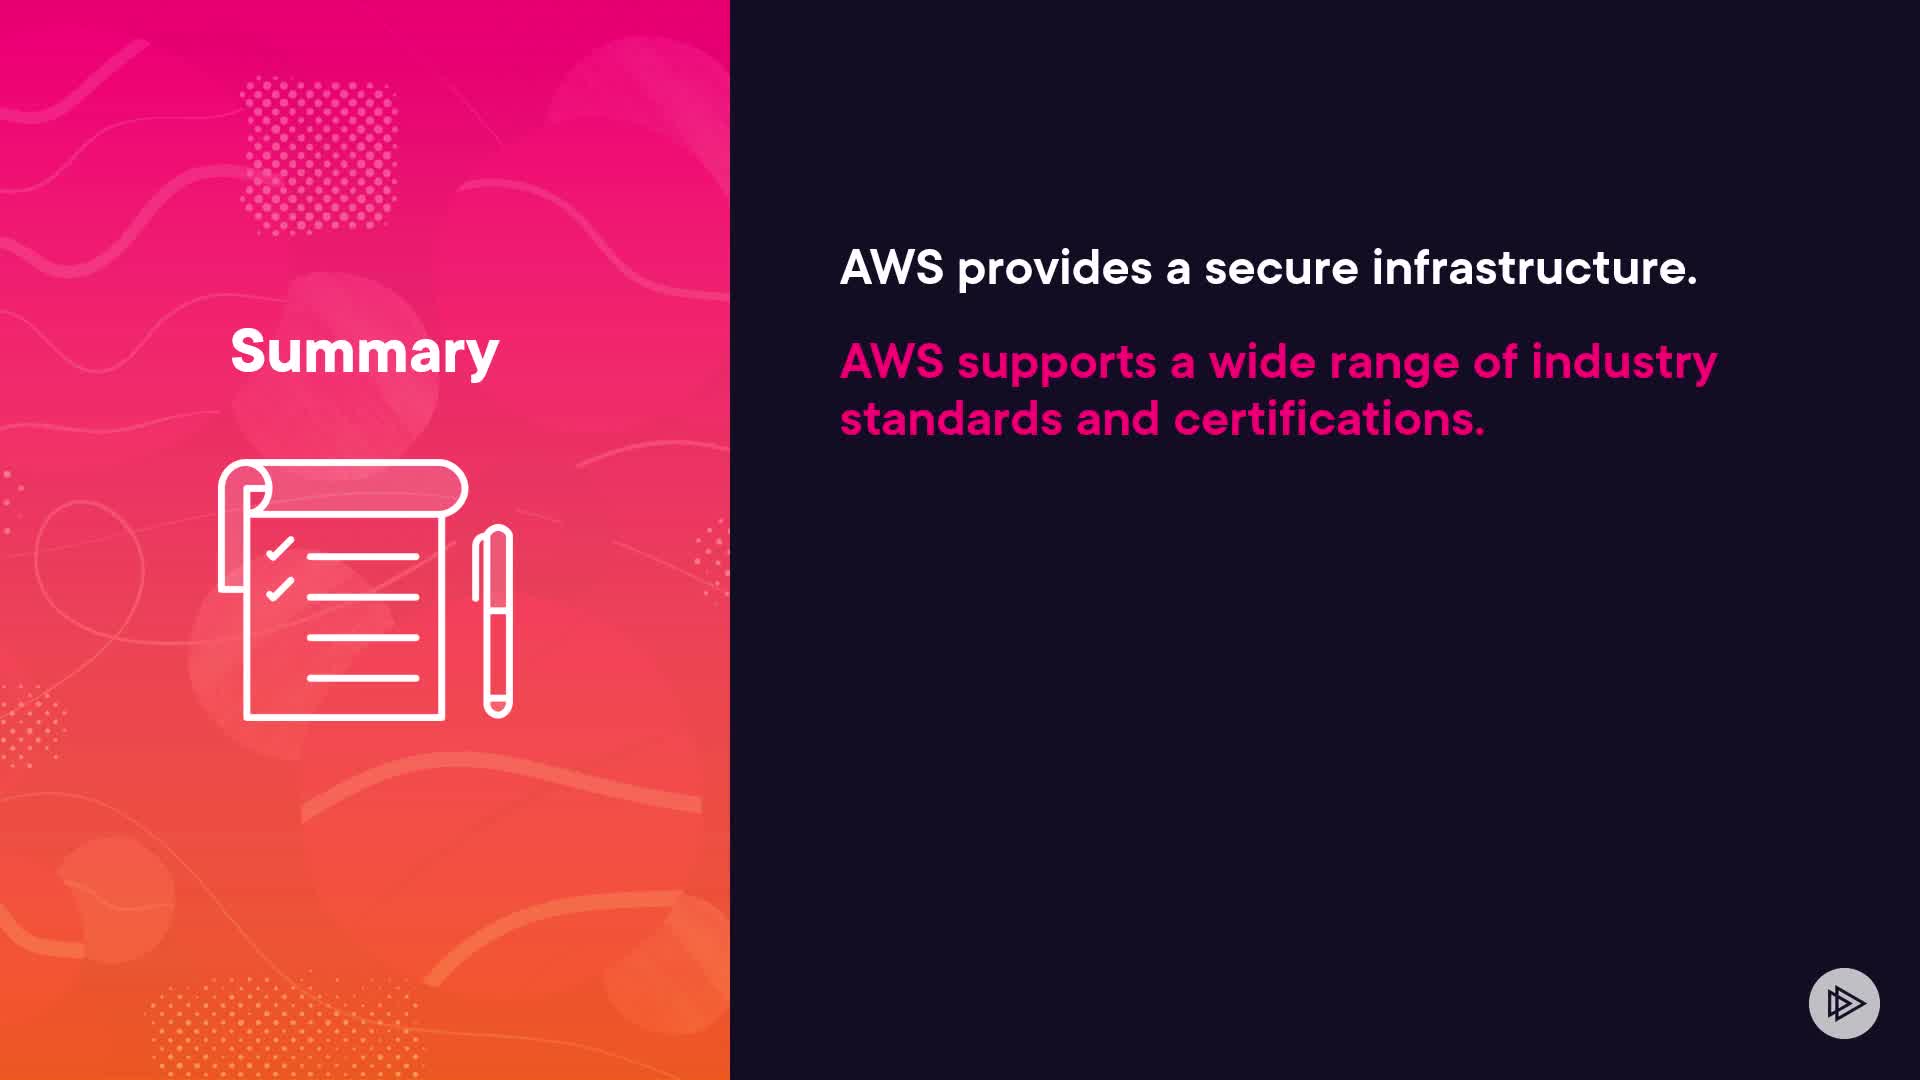 Summary
AWS provides a secure infrastructure.
AWS supports a wide range of industry
standards and certifications.